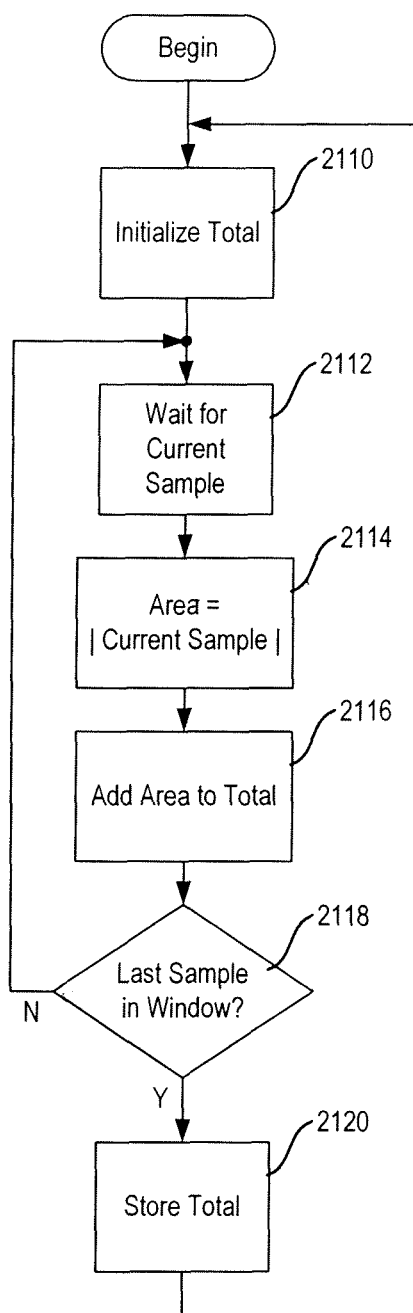 Begin
2110
Initialize Total
2112
Wait for
Current
Sample
2114
Area =
| Current Sample |
2116
Add Area to Total
2118
Last Sample
in Window?
N
Y
2120
Store Total